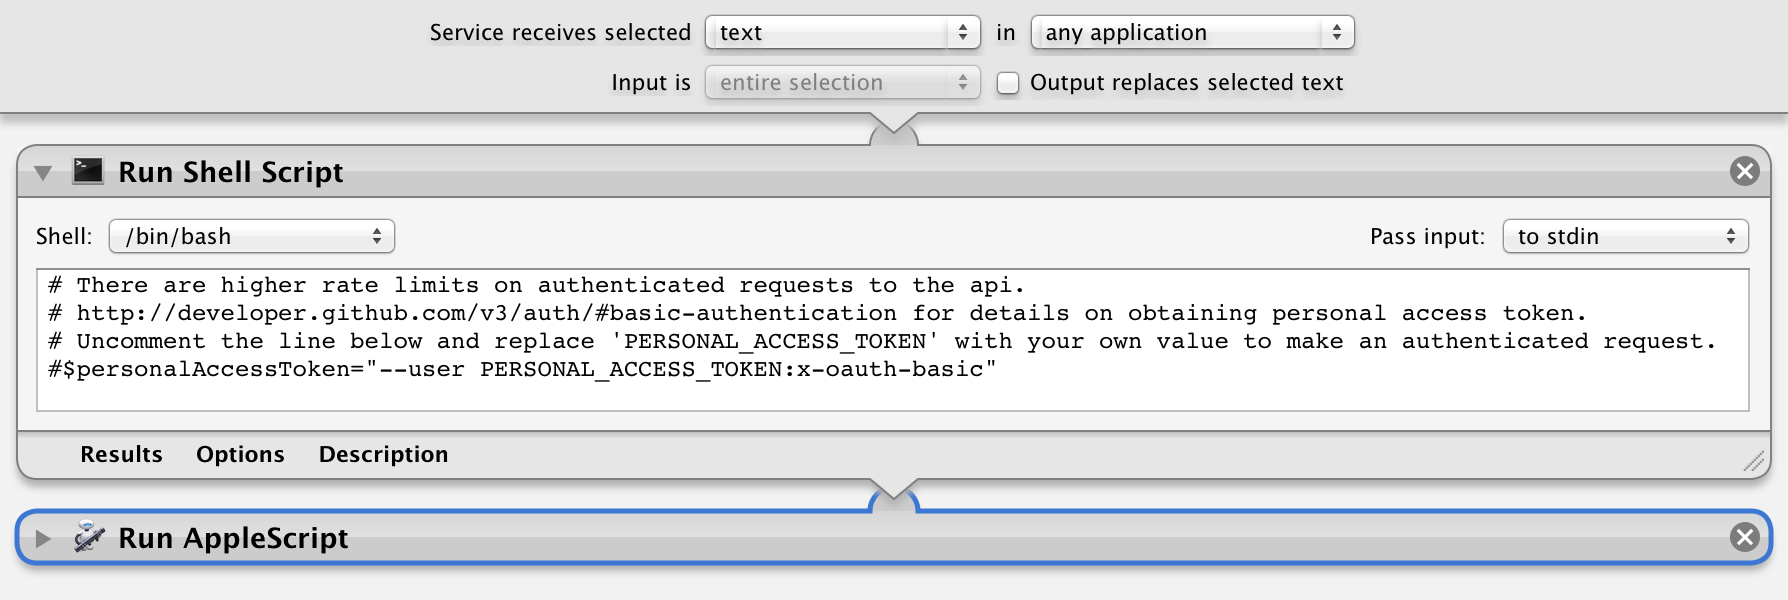 Service receives selected text in any application
Input is entire selection Output replaces selected text
Run Shell Script
Shell: /bin/bash Pass input: to stdin
# There are higher rate limits on authenticated requests to the api.
# http://developer.github.com/v3/auth/#basic-authentication for details on obtaining personal access token.
# Uncomment the line below and replace 'PERSONAL_ACCESS_TOKEN' with your own value to make an authenticated request.
#$personalAccessToken="--user PERSONAL_ACCESS_TOKEN:x-oauth-basic"
Results Options Description
Run AppleScript